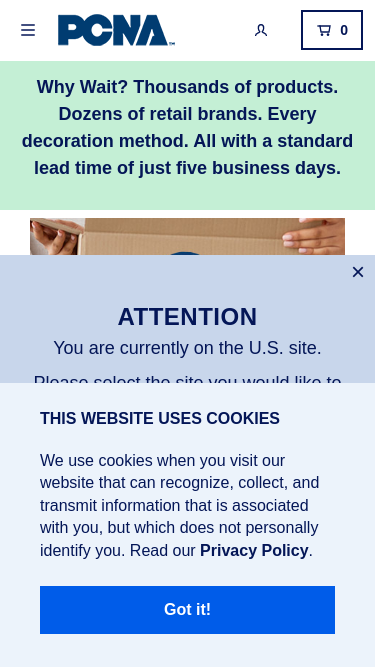 PCNA™
0
Why Wait? Thousands of products.
Dozens of retail brands. Every
decoration method. All with a standard
lead time of just five business days.
ATTENTION
You are currently on the U.S. site.
Please select the site you would like to
THIS WEBSITE USES COOKIES
We use cookies when you visit our
website that can recognize, collect, and
transmit information that is associated
with you, but which does not personally
identify you. Read our Privacy Policy.
Got it!